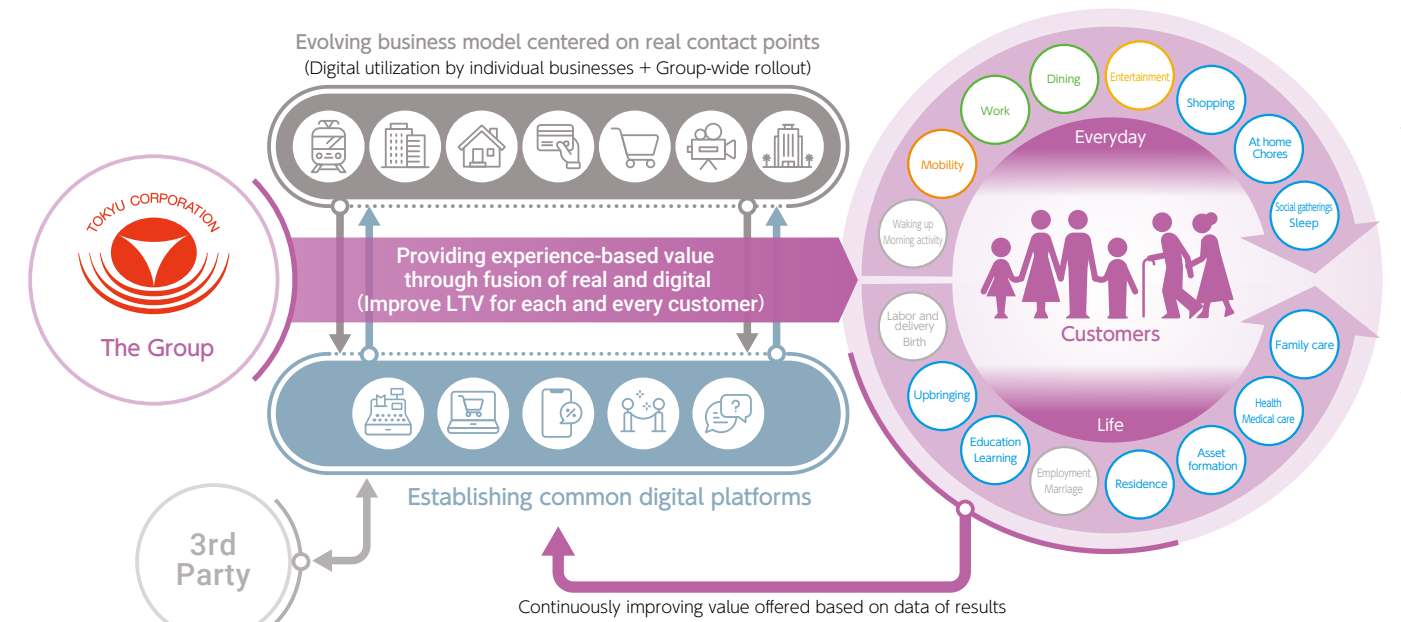 Evolving business model centered on real contact points
(Digital utilization by individual businesses + Group-wide rollout)
TOKYU CORPORATION
The Group
Providing experience-based value
through fusion of real and digital
(Improve LTV for each and every customer)
Establishing common digital platforms
3rd
Party
Continuously improving value offered based on data of results
Everyday
Waking up
Morning activity
Mobility
Work
Dining
Entertainment
Shopping
At home
Chores
Social gatherings
Sleep
Customers
Life
Labor and
delivery
Birth
Upbringing
Education
Learning
Employment
Marriage
Residence
Asset
formation
Health
Medical care
Family care
%
?